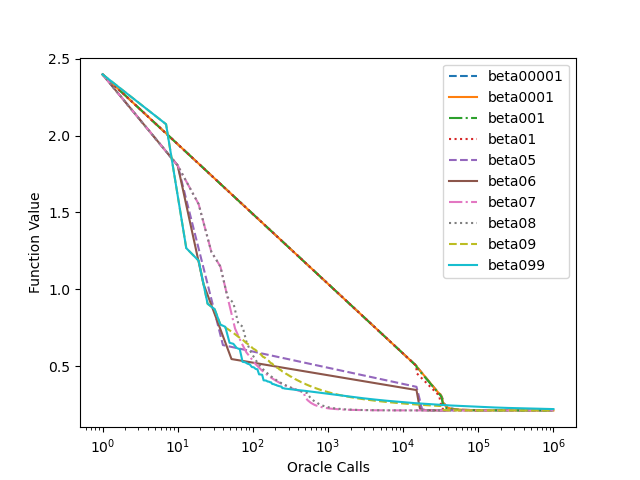 2.5
2.0
1.5
1.0
0.5
Function Value
10⁰
10¹
10²
10³
10⁴
10⁵
10⁶
Oracle Calls
beta00001
beta0001
beta001
beta01
beta05
beta06
beta07
beta08
beta09
beta099